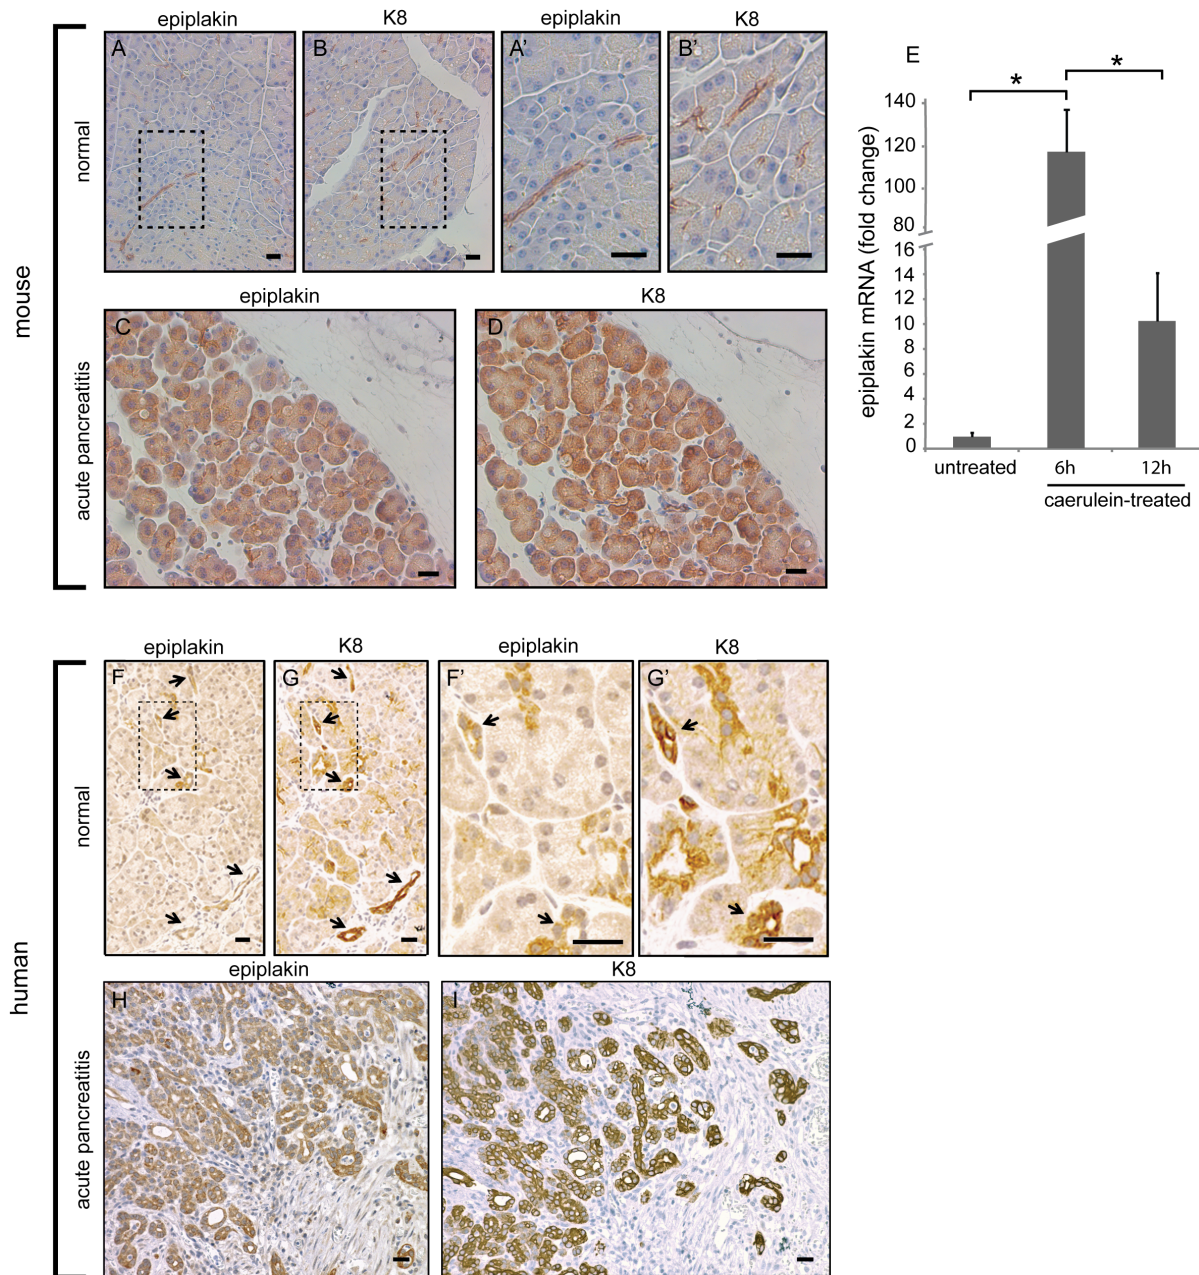 epiplakin
K8
epiplakin
K8
A
B
A'
B'
normal
mouse
epiplakin
K8
C
D
acute pancreatitis
E
*
*
epiplakin mRNA (fold change)
140
120
100
80
16
14
12
10
8
6
4
2
0
untreated
6h
12h
caerulein-treated
epiplakin
K8
epiplakin
K8
F
G
F'
G'
normal
human
epiplakin
K8
H
I
acute pancreatitis